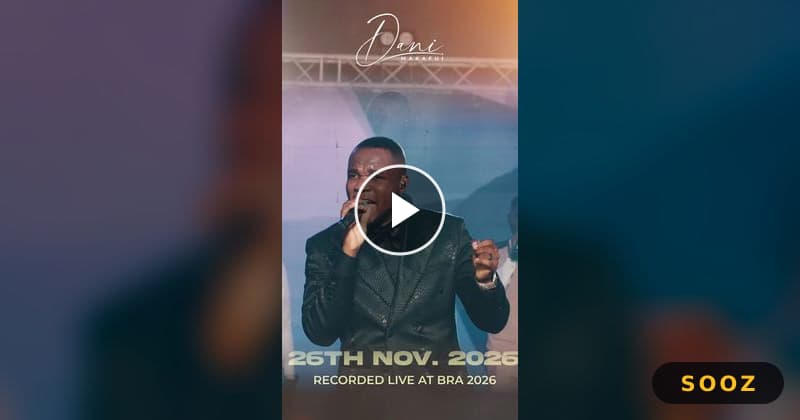 Dani
MAKAFUI
26TH NOV. 2026
RECORDED LIVE AT BRA 2026
SOOZ